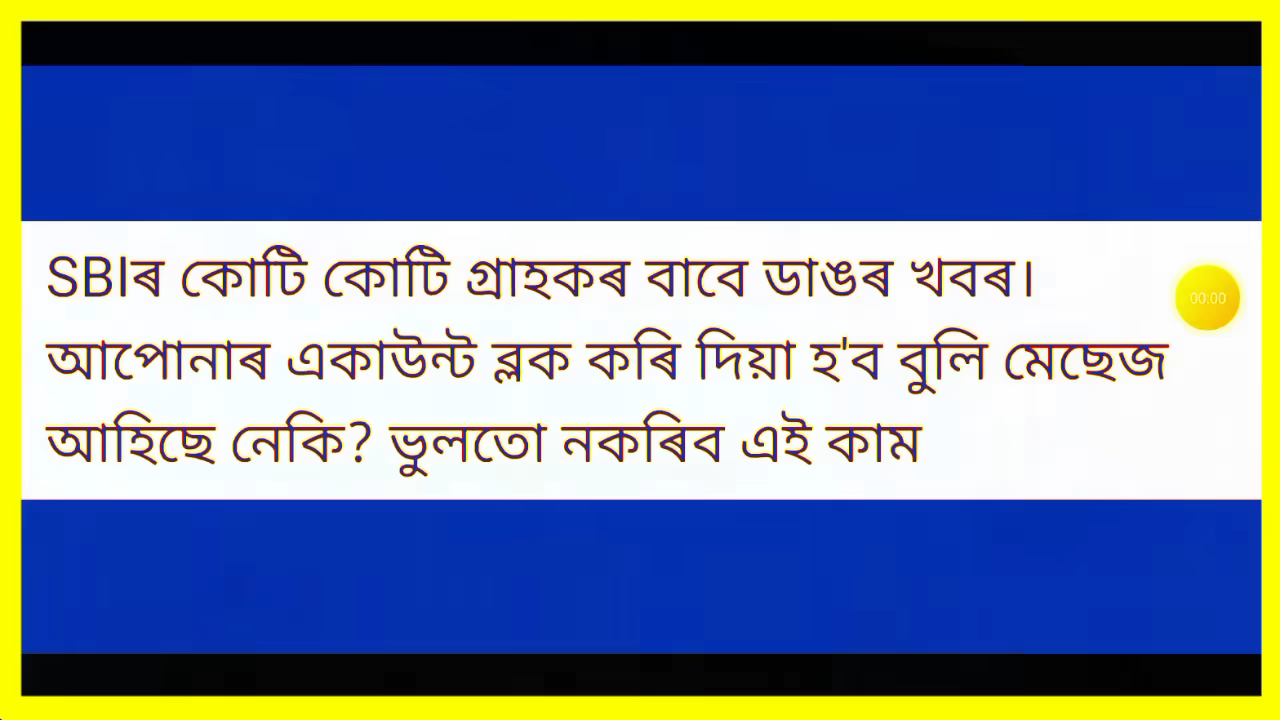 SBIৰ কোটি কোটি গ্ৰাহকৰ বাবে ডাঙৰ খবৰ।
আপোনাৰ একাউন্ট ব্লক কৰি দিয়া হ'ব বুলি মেছেজ
আহিছে নেকি? ভুলতো নকৰিব এই কাম
00:00